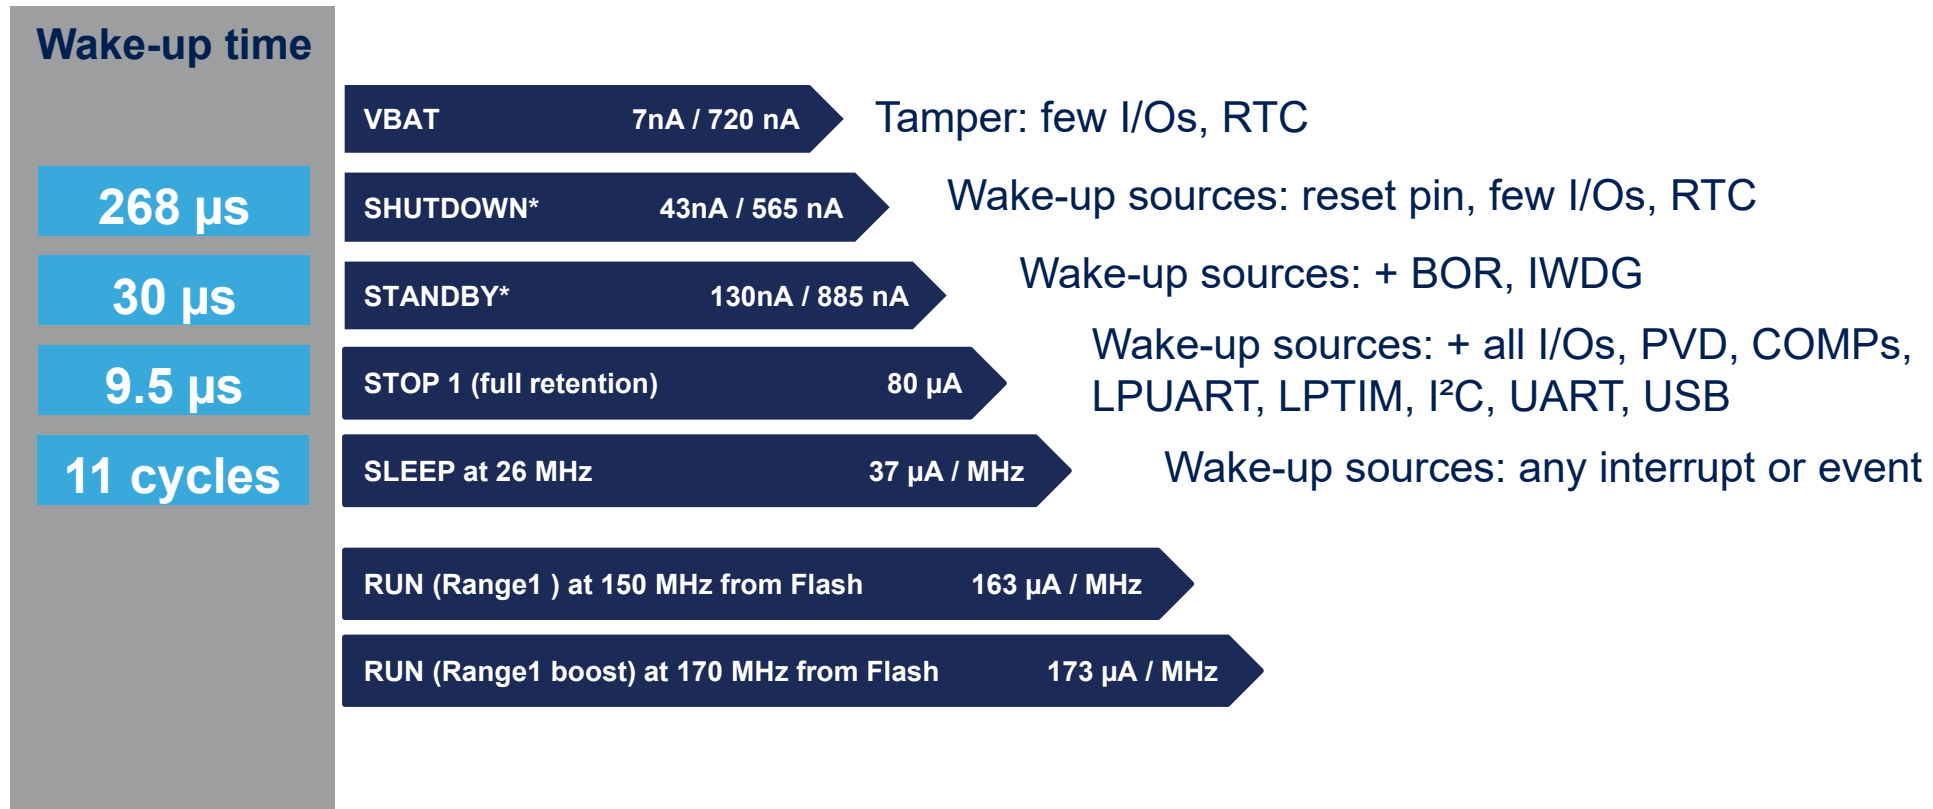 Wake-up time
VBAT 7nA / 720 nA
Tamper: few I/Os, RTC
268 µs
SHUTDOWN* 43nA / 565 nA
Wake-up sources: reset pin, few I/Os, RTC
30 µs
STANDBY* 130nA / 885 nA
Wake-up sources: + BOR, IWDG
9.5 µs
STOP 1 (full retention) 80 µA
Wake-up sources: + all I/Os, PVD, COMPs,
LPUART, LPTIM, I²C, UART, USB
11 cycles
SLEEP at 26 MHz 37 µA / MHz
Wake-up sources: any interrupt or event
RUN (Range1 ) at 150 MHz from Flash 163 µA / MHz
RUN (Range1 boost) at 170 MHz from Flash 173 µA / MHz